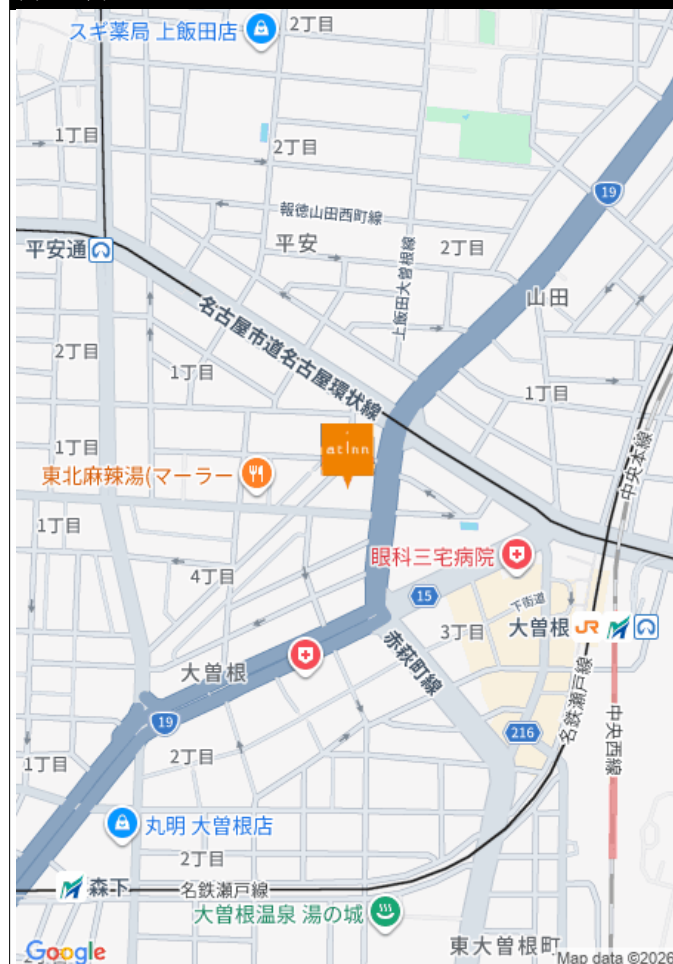 スギ薬局 上飯田店
2丁目
1丁目
2丁目
19
報徳山田西町線
平安
2丁目
上飯田大曽根線
平安通
山田
名古屋市道名古屋環状線
2丁目
1丁目
1丁目
at Inn
1丁目
中央本線
東北麻辣湯(マーラー
1丁目
眼科三宅病院
4丁目
15
下街道
3丁目
大曽根
JR
大曽根
赤萩町線
名鉄瀬戸線
中央西線
19
216
2丁目
1丁目
丸明 大曽根店
2丁目
森下
名鉄瀬戸線
大曽根温泉 湯の城
東大曽根町
Google
Map data ©2026